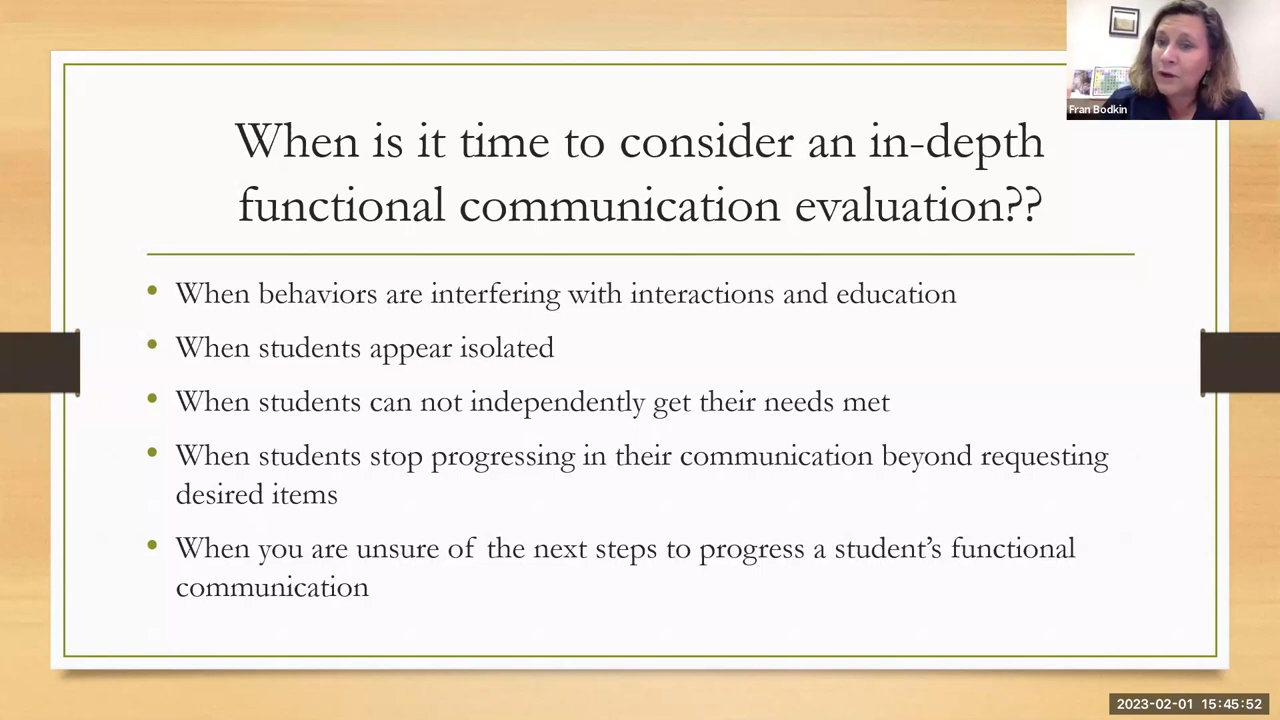 Fran Bodkin
When is it time to consider an in-depth
functional communication evaluation??
• When behaviors are interfering with interactions and education
• When students appear isolated
• When students can not independently get their needs met
• When students stop progressing in their communication beyond requesting
desired items
• When you are unsure of the next steps to progress a student’s functional
communication
2023-02-01 15:45:52